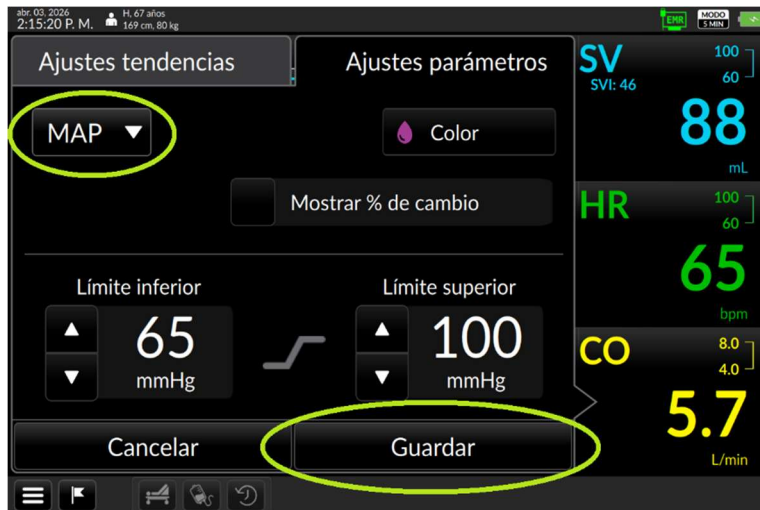 abr. 03, 2026
2:15:20 P. M.
H, 67 años
169 cm, 80 kg
EMR
MODO
5 MIN
Ajustes tendencias
Ajustes parámetros
MAP
Color
Mostrar % de cambio
Límite inferior
Límite superior
65
mmHg
100
mmHg
Cancelar
Guardar
SV
SVI: 46
100
60
88
mL
HR
100
60
65
bpm
CO
8.0
4.0
5.7
L/min